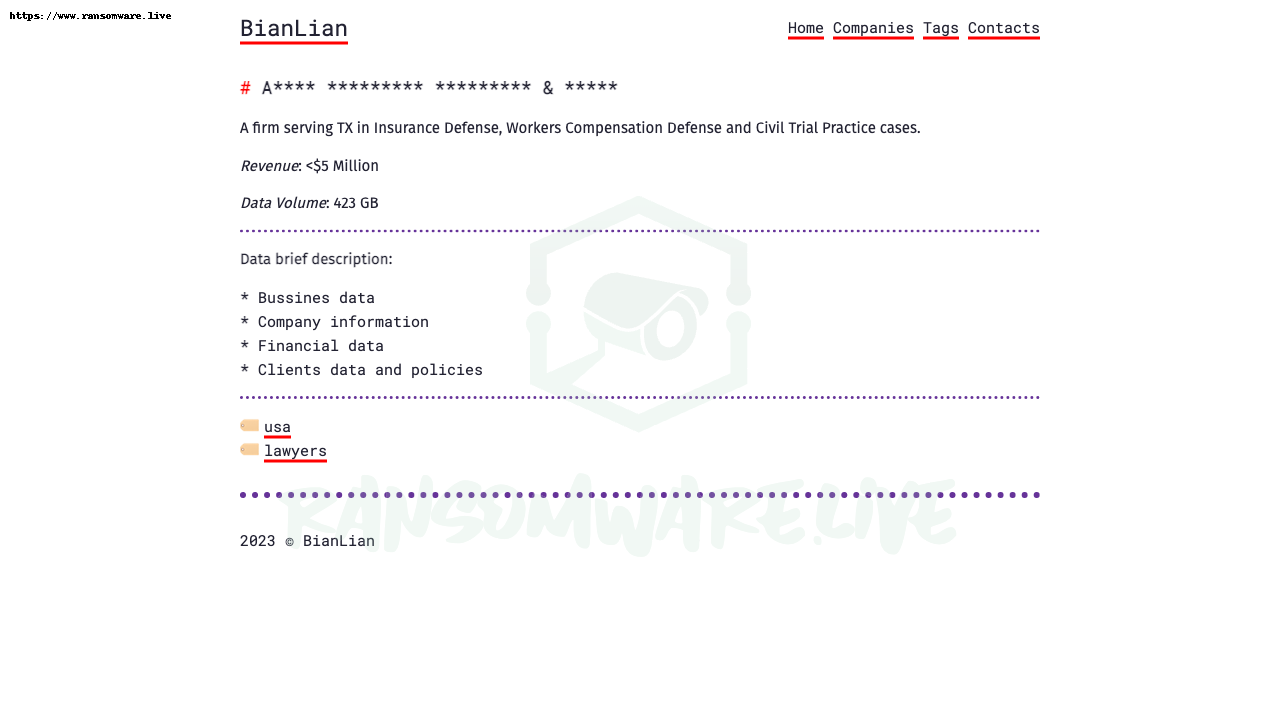 https://www.ransomware.live
BianLian
Home Companies Tags Contacts
# A**** ********* ********* & *****
A firm serving TX in Insurance Defense, Workers Compensation Defense and Civil Trial Practice cases.
Revenue: <$5 Million
Data Volume: 423 GB
Data brief description:
* Bussines data
* Company information
* Financial data
* Clients data and policies
usa
lawyers
RANSOMWARE.LIVE
2023 © BianLian